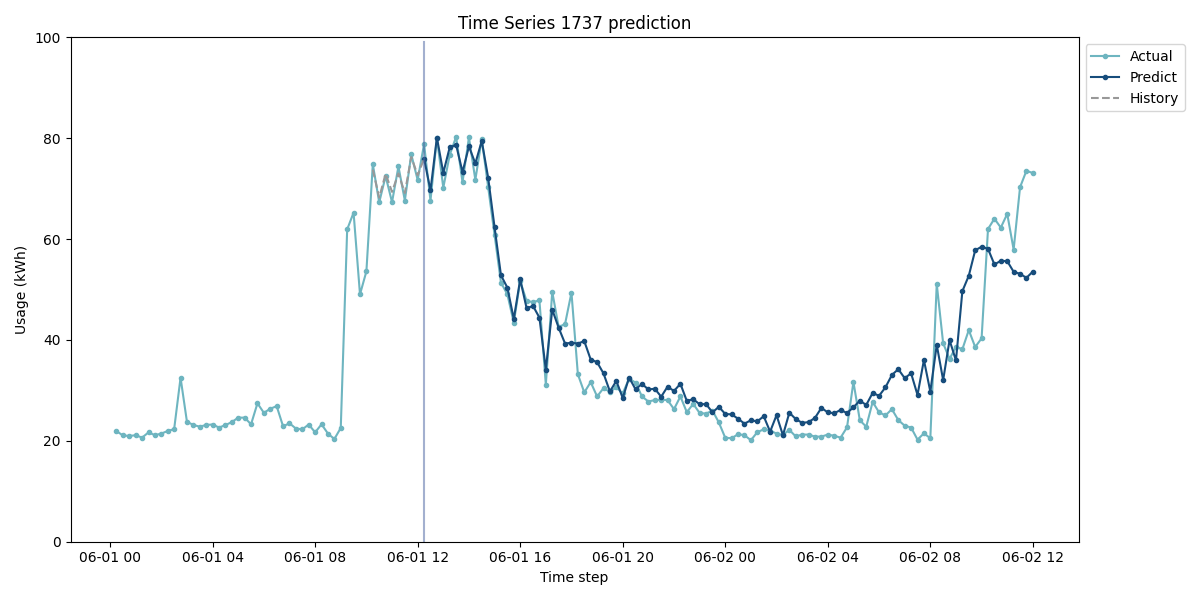 Time Series 1737 prediction
100
80
60
40
20
0
Usage (kWh)
06-01 00 06-01 04 06-01 08 06-01 12 06-01 16 06-01 20 06-02 00 06-02 04 06-02 08 06-02 12
Time step
Actual
Predict
History